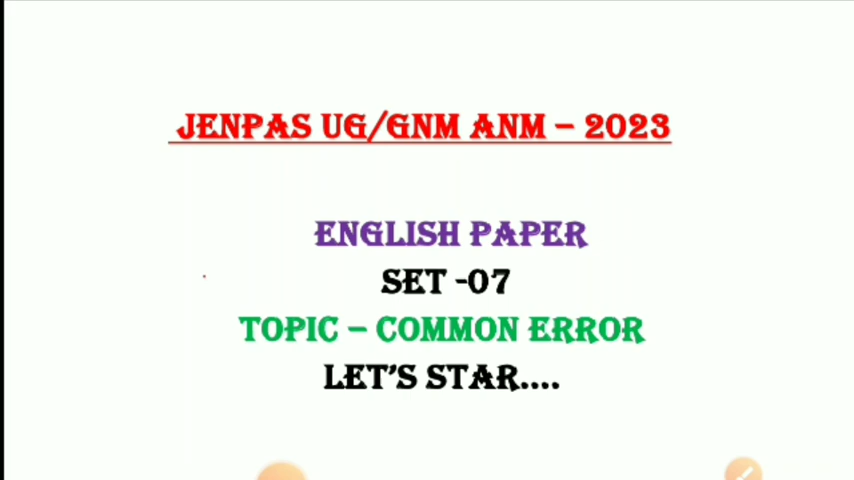 JENPAS UG/GNM ANM – 2023
ENGLISH PAPER
SET -07
TOPIC – COMMON ERROR
LET'S STAR....